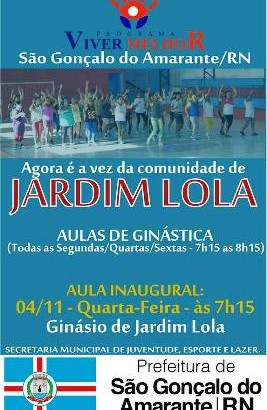 PROGRAMA
VIVER MELHOR
São Gonçalo do Amarante/RN
Agora é a vez da comunidade de
JARDIM LOLA
AULAS DE GINÁSTICA
(Todas as Segundas/Quartas/Sextas - 7h15 as 8h15)
AULA INAUGURAL:
04/11 - Quarta-Feira - às 7h15
Ginásio de Jardim Lola
SECRETARIA MUNICIPAL DE JUVENTUDE, ESPORTE E LAZER.
Prefeitura de
São Gonçalo do
Amarante|RN